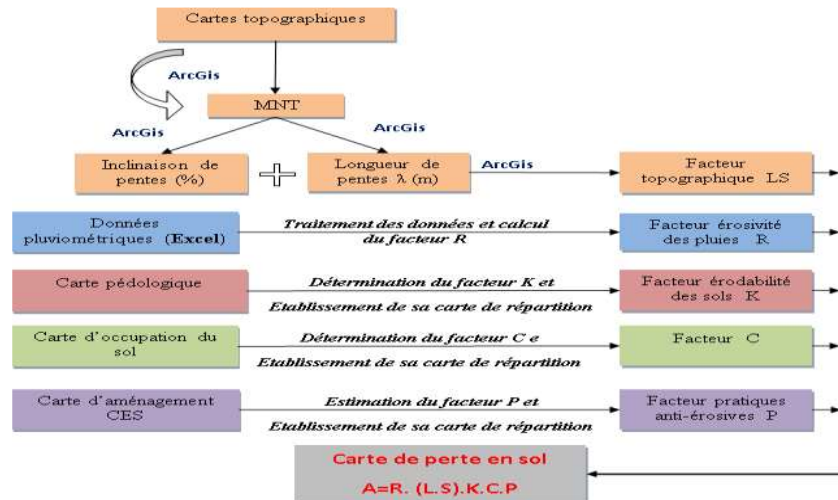 Cartes topographiques
ArcGis
MNT
ArcGis
ArcGis
Inclinaison de
pentes (%)
Longueur de
pentes λ (m)
ArcGis
Facteur
topographique LS
Données
pluviométriques (Excel)
Traitement des données et calcul
du facteur R
Facteur érosivité
des pluies R
Carte pédologique
Détermination du facteur K et
Etablissement de sa carte de répartition
Facteur érodabilité
des sols K
Carte d'occupation du
sol
Détermination du facteur C e
Etablissement de sa carte de répartition
Facteur C
Carte d'aménagement
CES
Estimation du facteur P et
Etablissement de sa carte de répartition
Facteur pratiques
anti-érosives P
Carte de perte en sol
A=R. (L.S).K.C.P